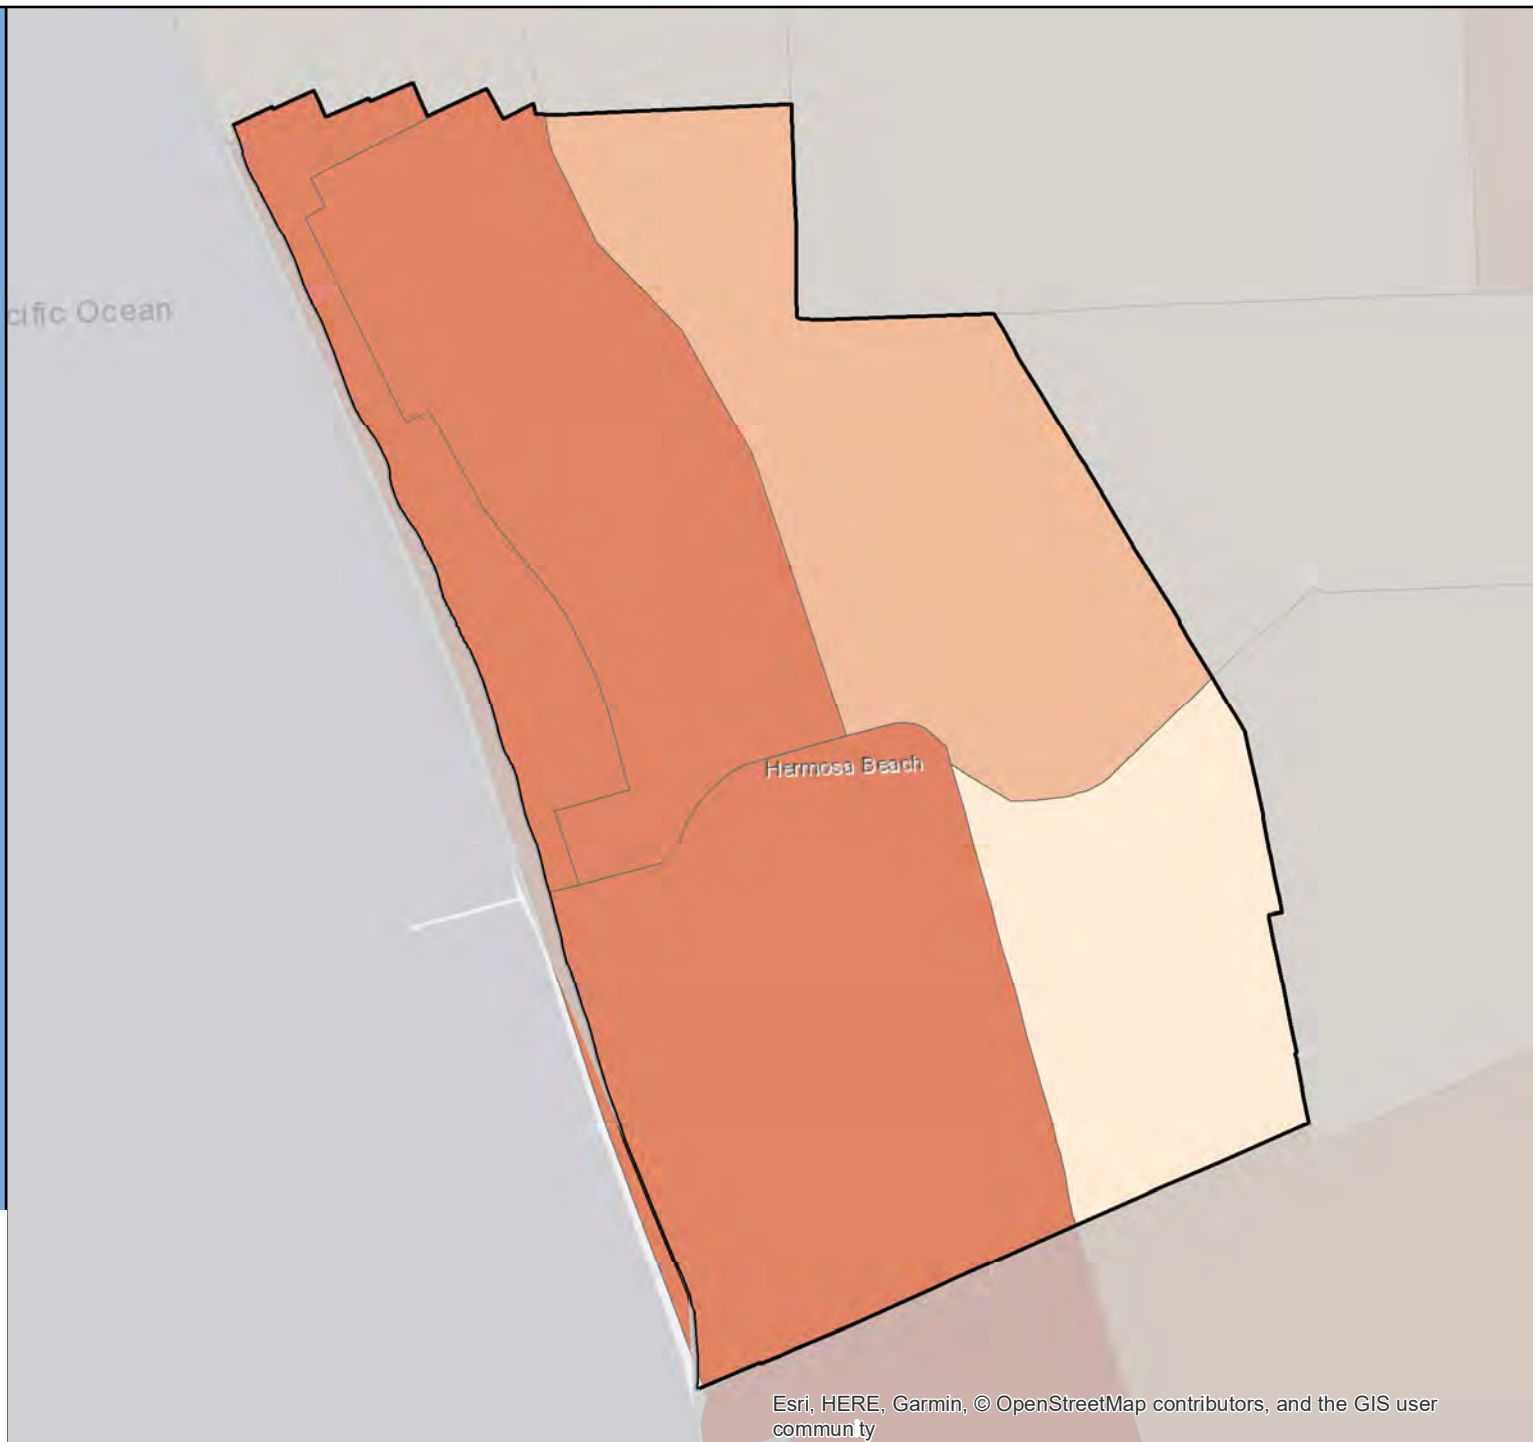 cific Ocean
Hermosa Beach
Esri, HERE, Garmin, © OpenStreetMap contributors, and the GIS user
commun ty